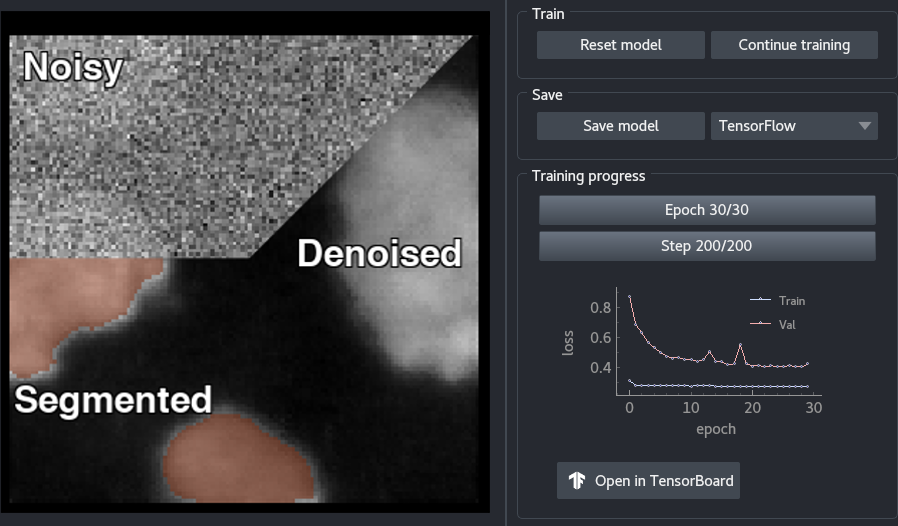 Noisy
Denoised
Segmented
Train
Reset model
Continue training
Save
Save model
TensorFlow
Training progress
Epoch 30/30
Step 200/200
0.8
0.6
0.4
loss
Train
Val
0 10 20 30
epoch
Open in TensorBoard